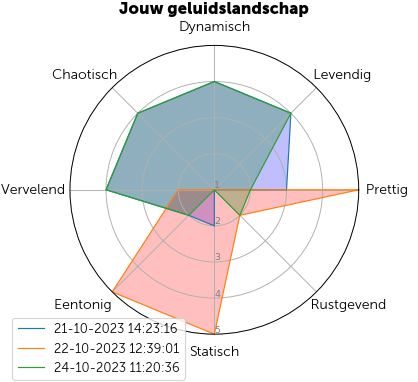 Jouw geluidslandschap
Dynamisch
Chaotisch
Levendig
Vervelend
1
Prettig
2
3
4
Eentonig
Rustgevend
5
Statisch
21-10-2023 14:23:16
22-10-2023 12:39:01
24-10-2023 11:20:36